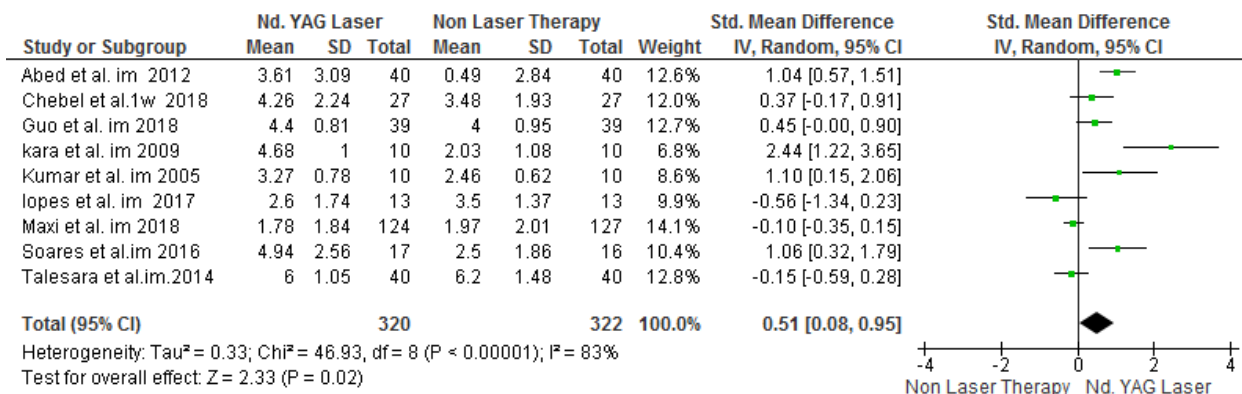 Nd. YAG Laser Non Laser Therapy Std. Mean Difference Std. Mean Difference
Study or Subgroup Mean SD Total Mean SD Total Weight IV, Random, 95% CI IV, Random, 95% CI
Abed et al. im 2012 3.61 3.09 40 0.49 2.84 40 12.6% 1.04 [0.57, 1.51]
Chebel et al.1w 2018 4.26 2.24 27 3.48 1.93 27 12.0% 0.37 [-0.17, 0.91]
Guo et al. im 2018 4.4 0.81 39 4 0.95 39 12.7% 0.45 [-0.00, 0.90]
kara et al. im 2009 4.68 1 10 2.03 1.08 10 6.8% 2.44 [1.22, 3.65]
Kumar et al. im 2005 3.27 0.78 10 2.46 0.62 10 8.6% 1.10 [0.15, 2.06]
lopes et al. im 2017 2.6 1.74 13 3.5 1.37 13 9.9% -0.56 [-1.34, 0.23]
Maxi et al. im 2018 1.78 1.84 124 1.97 2.01 127 14.1% -0.10 [-0.35, 0.15]
Soares et al.im 2016 4.94 2.56 17 2.5 1.86 16 10.4% 1.06 [0.32, 1.79]
Talesara et al.im.2014 6 1.05 40 6.2 1.48 40 12.8% -0.15 [-0.59, 0.28]
Total (95% CI) 320 322 100.0% 0.51 [0.08, 0.95]
Heterogeneity: Tau² = 0.33; Chi² = 46.93, df = 8 (P < 0.00001); I² = 83%
Test for overall effect: Z = 2.33 (P = 0.02)
-4 -2 0 2 4
Non Laser Therapy Nd. YAG Laser